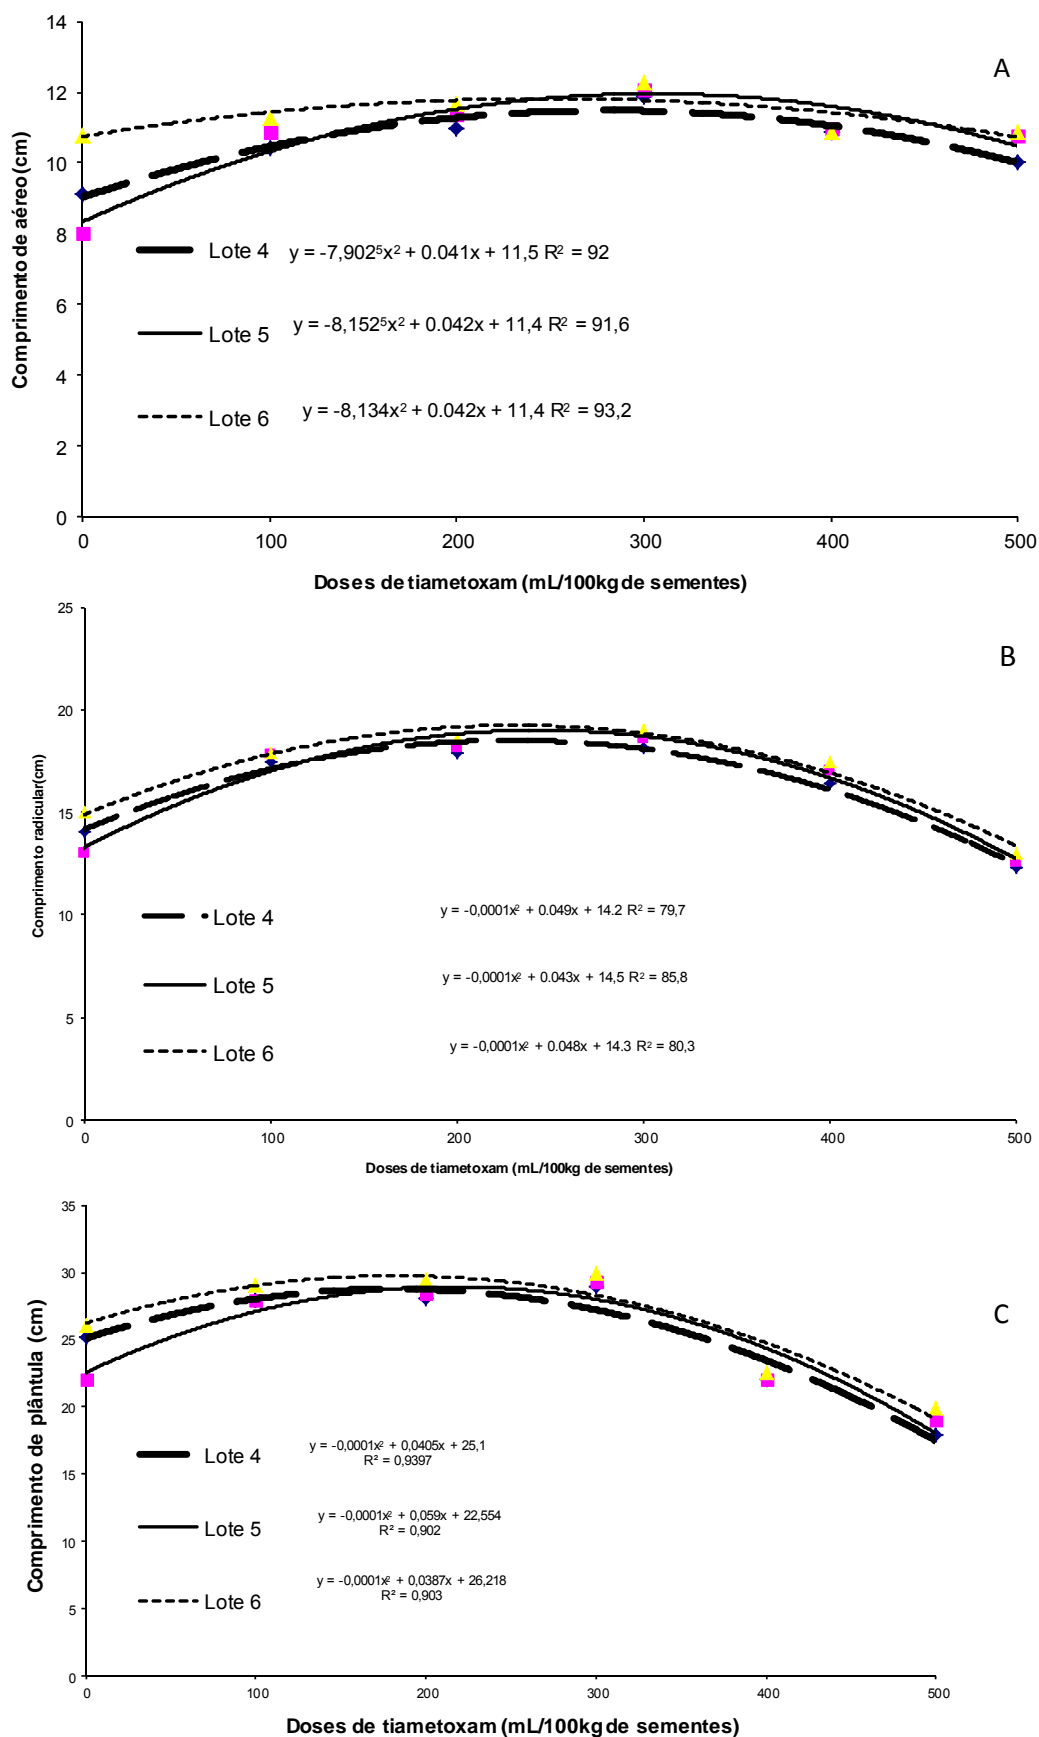 14
A
12
10
8
6
4
2
0
Comprimento de aéreo (cm)
Lote 4 y = -7,902⁵x² + 0.041x + 11,5 R² = 92
Lote 5 y = -8,152⁵x² + 0.042x + 11,4 R² = 91,6
Lote 6 y = -8,134x² + 0.042x + 11,4 R² = 93,2
0 100 200 300 400 500
Doses de tiametoxam (mL/100kg de sementes)
25
B
20
15
10
5
0
Comprimento radicular(cm)
Lote 4 y = -0,0001x² + 0.049x + 14.2 R² = 79,7
Lote 5 y = -0,0001x² + 0.043x + 14,5 R² = 85,8
Lote 6 y = -0,0001x² + 0.048x + 14.3 R² = 80,3
0 100 200 300 400 500
Doses de tiametoxam (mL/100kg de sementes)
35
30
C
25
20
15
10
5
0
Comprimento de plântula (cm)
Lote 4 y = -0,0001x² + 0,0405x + 25,1
R² = 0,9397
Lote 5 y = -0,0001x² + 0,059x + 22,554
R² = 0,902
Lote 6 y = -0,0001x² + 0,0387x + 26,218
R² = 0,903
0 100 200 300 400 500
Doses de tiametoxam (mL/100kg de sementes)